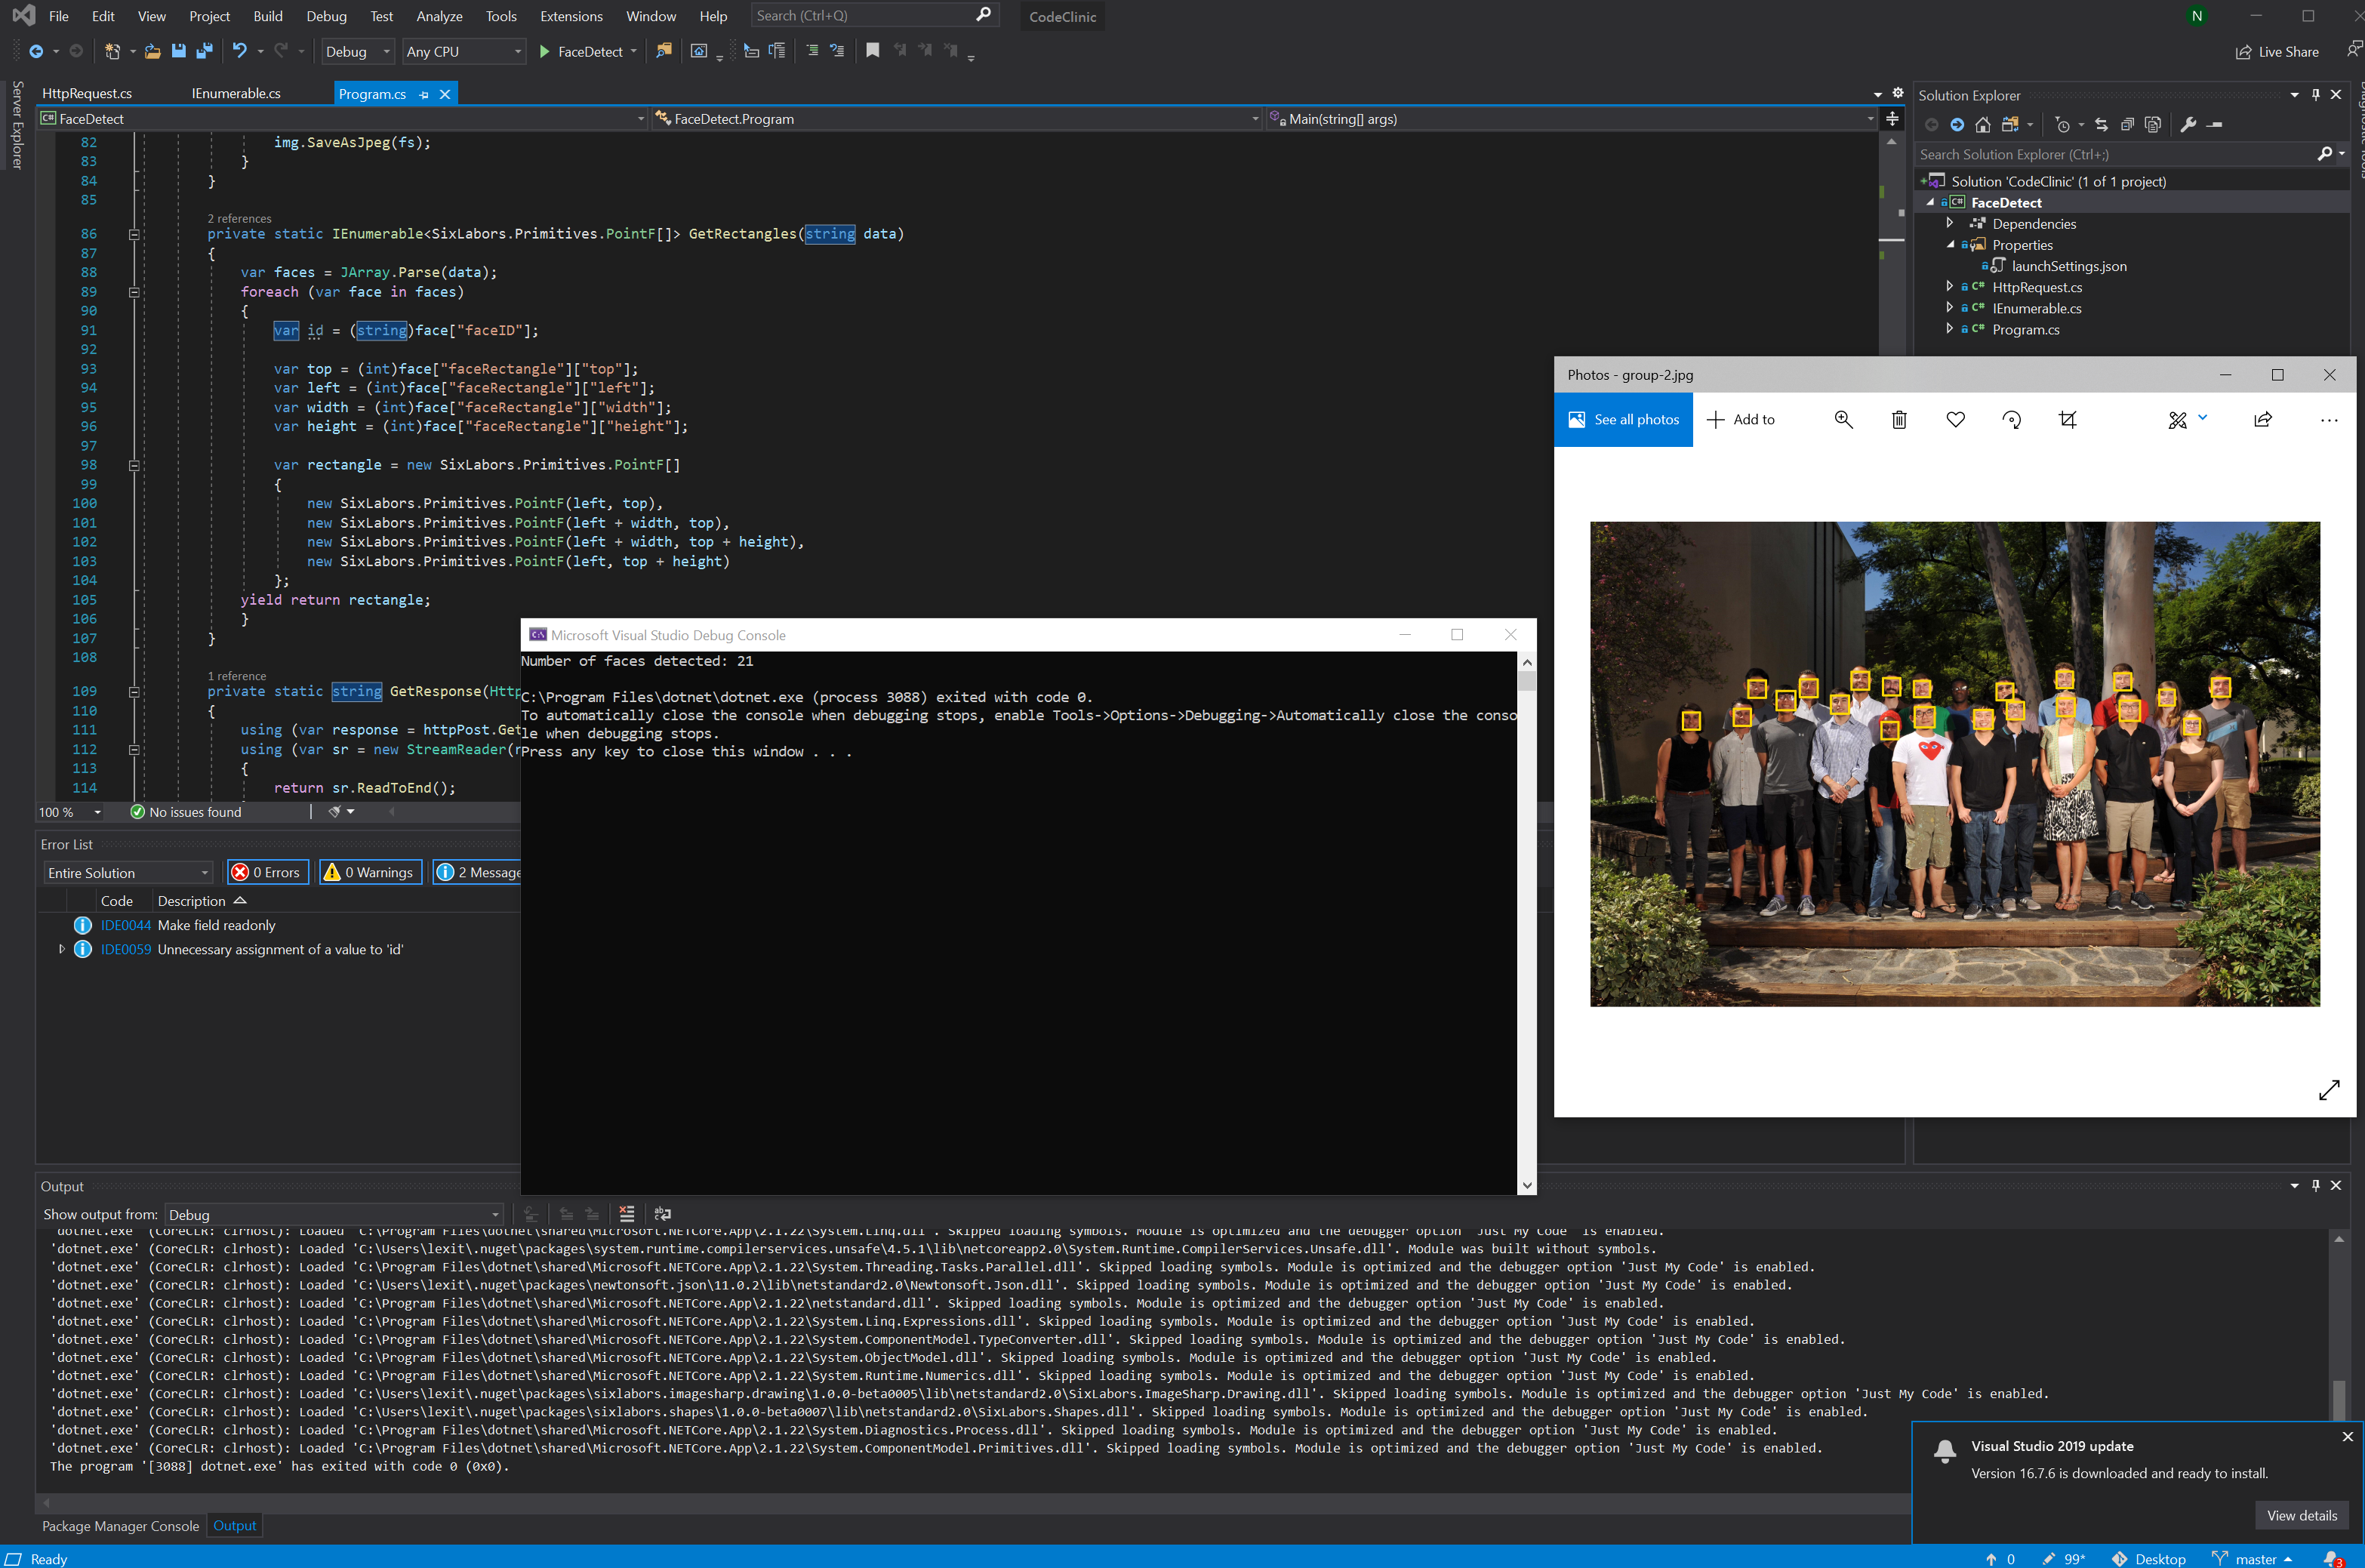 File Edit View Project Build Debug Test Analyze Tools Extensions Window Help Search (Ctrl+Q) CodeClinic N
Debug Any CPU FaceDetect Live Share
Server Explorer
HttpRequest.cs IEnumerable.cs Program.cs
C# FaceDetect FaceDetect.Program Main(string[] args)
82 img.SaveAsJpeg(fs);
83 }
84 }
85
2 references
86 private static IEnumerable<SixLabors.Primitives.PointF[]> GetRectangles(string data)
87 {
88 var faces = JArray.Parse(data);
89 foreach (var face in faces)
90 {
91 var id = (string)face["faceID"];
92
93 var top = (int)face["faceRectangle"]["top"];
94 var left = (int)face["faceRectangle"]["left"];
95 var width = (int)face["faceRectangle"]["width"];
96 var height = (int)face["faceRectangle"]["height"];
97
98 var rectangle = new SixLabors.Primitives.PointF[]
99 {
100 new SixLabors.Primitives.PointF(left, top),
101 new SixLabors.Primitives.PointF(left + width, top),
102 new SixLabors.Primitives.PointF(left + width, top + height),
103 new SixLabors.Primitives.PointF(left, top + height)
104 };
105 yield return rectangle;
106 }
107 }
108
1 reference
109 private static string GetResponse(Http
110 {
111 using (var response = httpPost.Get
112 using (var sr = new StreamReader(r
113 {
114 return sr.ReadToEnd();
100 % No issues found
Solution Explorer
Search Solution Explorer (Ctrl+;)
Solution 'CodeClinic' (1 of 1 project)
C# FaceDetect
Dependencies
Properties
launchSettings.json
C# HttpRequest.cs
C# IEnumerable.cs
C# Program.cs
Photos - group-2.jpg
See all photos Add to
Microsoft Visual Studio Debug Console
Number of faces detected: 21
C:\Program Files\dotnet\dotnet.exe (process 3088) exited with code 0.
To automatically close the console when debugging stops, enable Tools->Options->Debugging->Automatically close the conso
le when debugging stops.
Press any key to close this window . . .
Error List
Entire Solution 0 Errors 0 Warnings 2 Message
Code Description
IDE0044 Make field readonly
IDE0059 Unnecessary assignment of a value to 'id'
Output
Show output from: Debug
'dotnet.exe' (CoreCLR: clrhost): Loaded 'C:\Program Files\dotnet\shared\Microsoft.NETCore.App\2.1.22\System.Linq.dll'. Skipped loading symbols. Module is optimized and the debugger option 'Just My Code' is enabled.
'dotnet.exe' (CoreCLR: clrhost): Loaded 'C:\Users\lexit\.nuget\packages\system.runtime.compilerservices.unsafe\4.5.1\lib\netcoreapp2.0\System.Runtime.CompilerServices.Unsafe.dll'. Module was built without symbols.
'dotnet.exe' (CoreCLR: clrhost): Loaded 'C:\Program Files\dotnet\shared\Microsoft.NETCore.App\2.1.22\System.Threading.Tasks.Parallel.dll'. Skipped loading symbols. Module is optimized and the debugger option 'Just My Code' is enabled.
'dotnet.exe' (CoreCLR: clrhost): Loaded 'C:\Users\lexit\.nuget\packages\newtonsoft.json\11.0.2\lib\netstandard2.0\Newtonsoft.Json.dll'. Skipped loading symbols. Module is optimized and the debugger option 'Just My Code' is enabled.
'dotnet.exe' (CoreCLR: clrhost): Loaded 'C:\Program Files\dotnet\shared\Microsoft.NETCore.App\2.1.22\netstandard.dll'. Skipped loading symbols. Module is optimized and the debugger option 'Just My Code' is enabled.
'dotnet.exe' (CoreCLR: clrhost): Loaded 'C:\Program Files\dotnet\shared\Microsoft.NETCore.App\2.1.22\System.Linq.Expressions.dll'. Skipped loading symbols. Module is optimized and the debugger option 'Just My Code' is enabled.
'dotnet.exe' (CoreCLR: clrhost): Loaded 'C:\Program Files\dotnet\shared\Microsoft.NETCore.App\2.1.22\System.ComponentModel.TypeConverter.dll'. Skipped loading symbols. Module is optimized and the debugger option 'Just My Code' is enabled.
'dotnet.exe' (CoreCLR: clrhost): Loaded 'C:\Program Files\dotnet\shared\Microsoft.NETCore.App\2.1.22\System.ObjectModel.dll'. Skipped loading symbols. Module is optimized and the debugger option 'Just My Code' is enabled.
'dotnet.exe' (CoreCLR: clrhost): Loaded 'C:\Program Files\dotnet\shared\Microsoft.NETCore.App\2.1.22\System.Runtime.Numerics.dll'. Skipped loading symbols. Module is optimized and the debugger option 'Just My Code' is enabled.
'dotnet.exe' (CoreCLR: clrhost): Loaded 'C:\Users\lexit\.nuget\packages\sixlabors.imagesharp.drawing\1.0.0-beta0005\lib\netstandard2.0\SixLabors.ImageSharp.Drawing.dll'. Skipped loading symbols. Module is optimized and the debugger option 'Just My Code' is enabled.
'dotnet.exe' (CoreCLR: clrhost): Loaded 'C:\Users\lexit\.nuget\packages\sixlabors.shapes\1.0.0-beta0007\lib\netstandard2.0\SixLabors.Shapes.dll'. Skipped loading symbols. Module is optimized and the debugger option 'Just My Code' is enabled.
'dotnet.exe' (CoreCLR: clrhost): Loaded 'C:\Program Files\dotnet\shared\Microsoft.NETCore.App\2.1.22\System.Diagnostics.Process.dll'. Skipped loading symbols. Module is optimized and the debugger option 'Just My Code' is enabled.
'dotnet.exe' (CoreCLR: clrhost): Loaded 'C:\Program Files\dotnet\shared\Microsoft.NETCore.App\2.1.22\System.ComponentModel.Primitives.dll'. Skipped loading symbols. Module is optimized and the debugger option 'Just My Code' is enabled.
The program '[3088] dotnet.exe' has exited with code 0 (0x0).
Visual Studio 2019 update
Version 16.7.6 is downloaded and ready to install.
View details
Package Manager Console Output
Ready 0 99* Desktop master 3